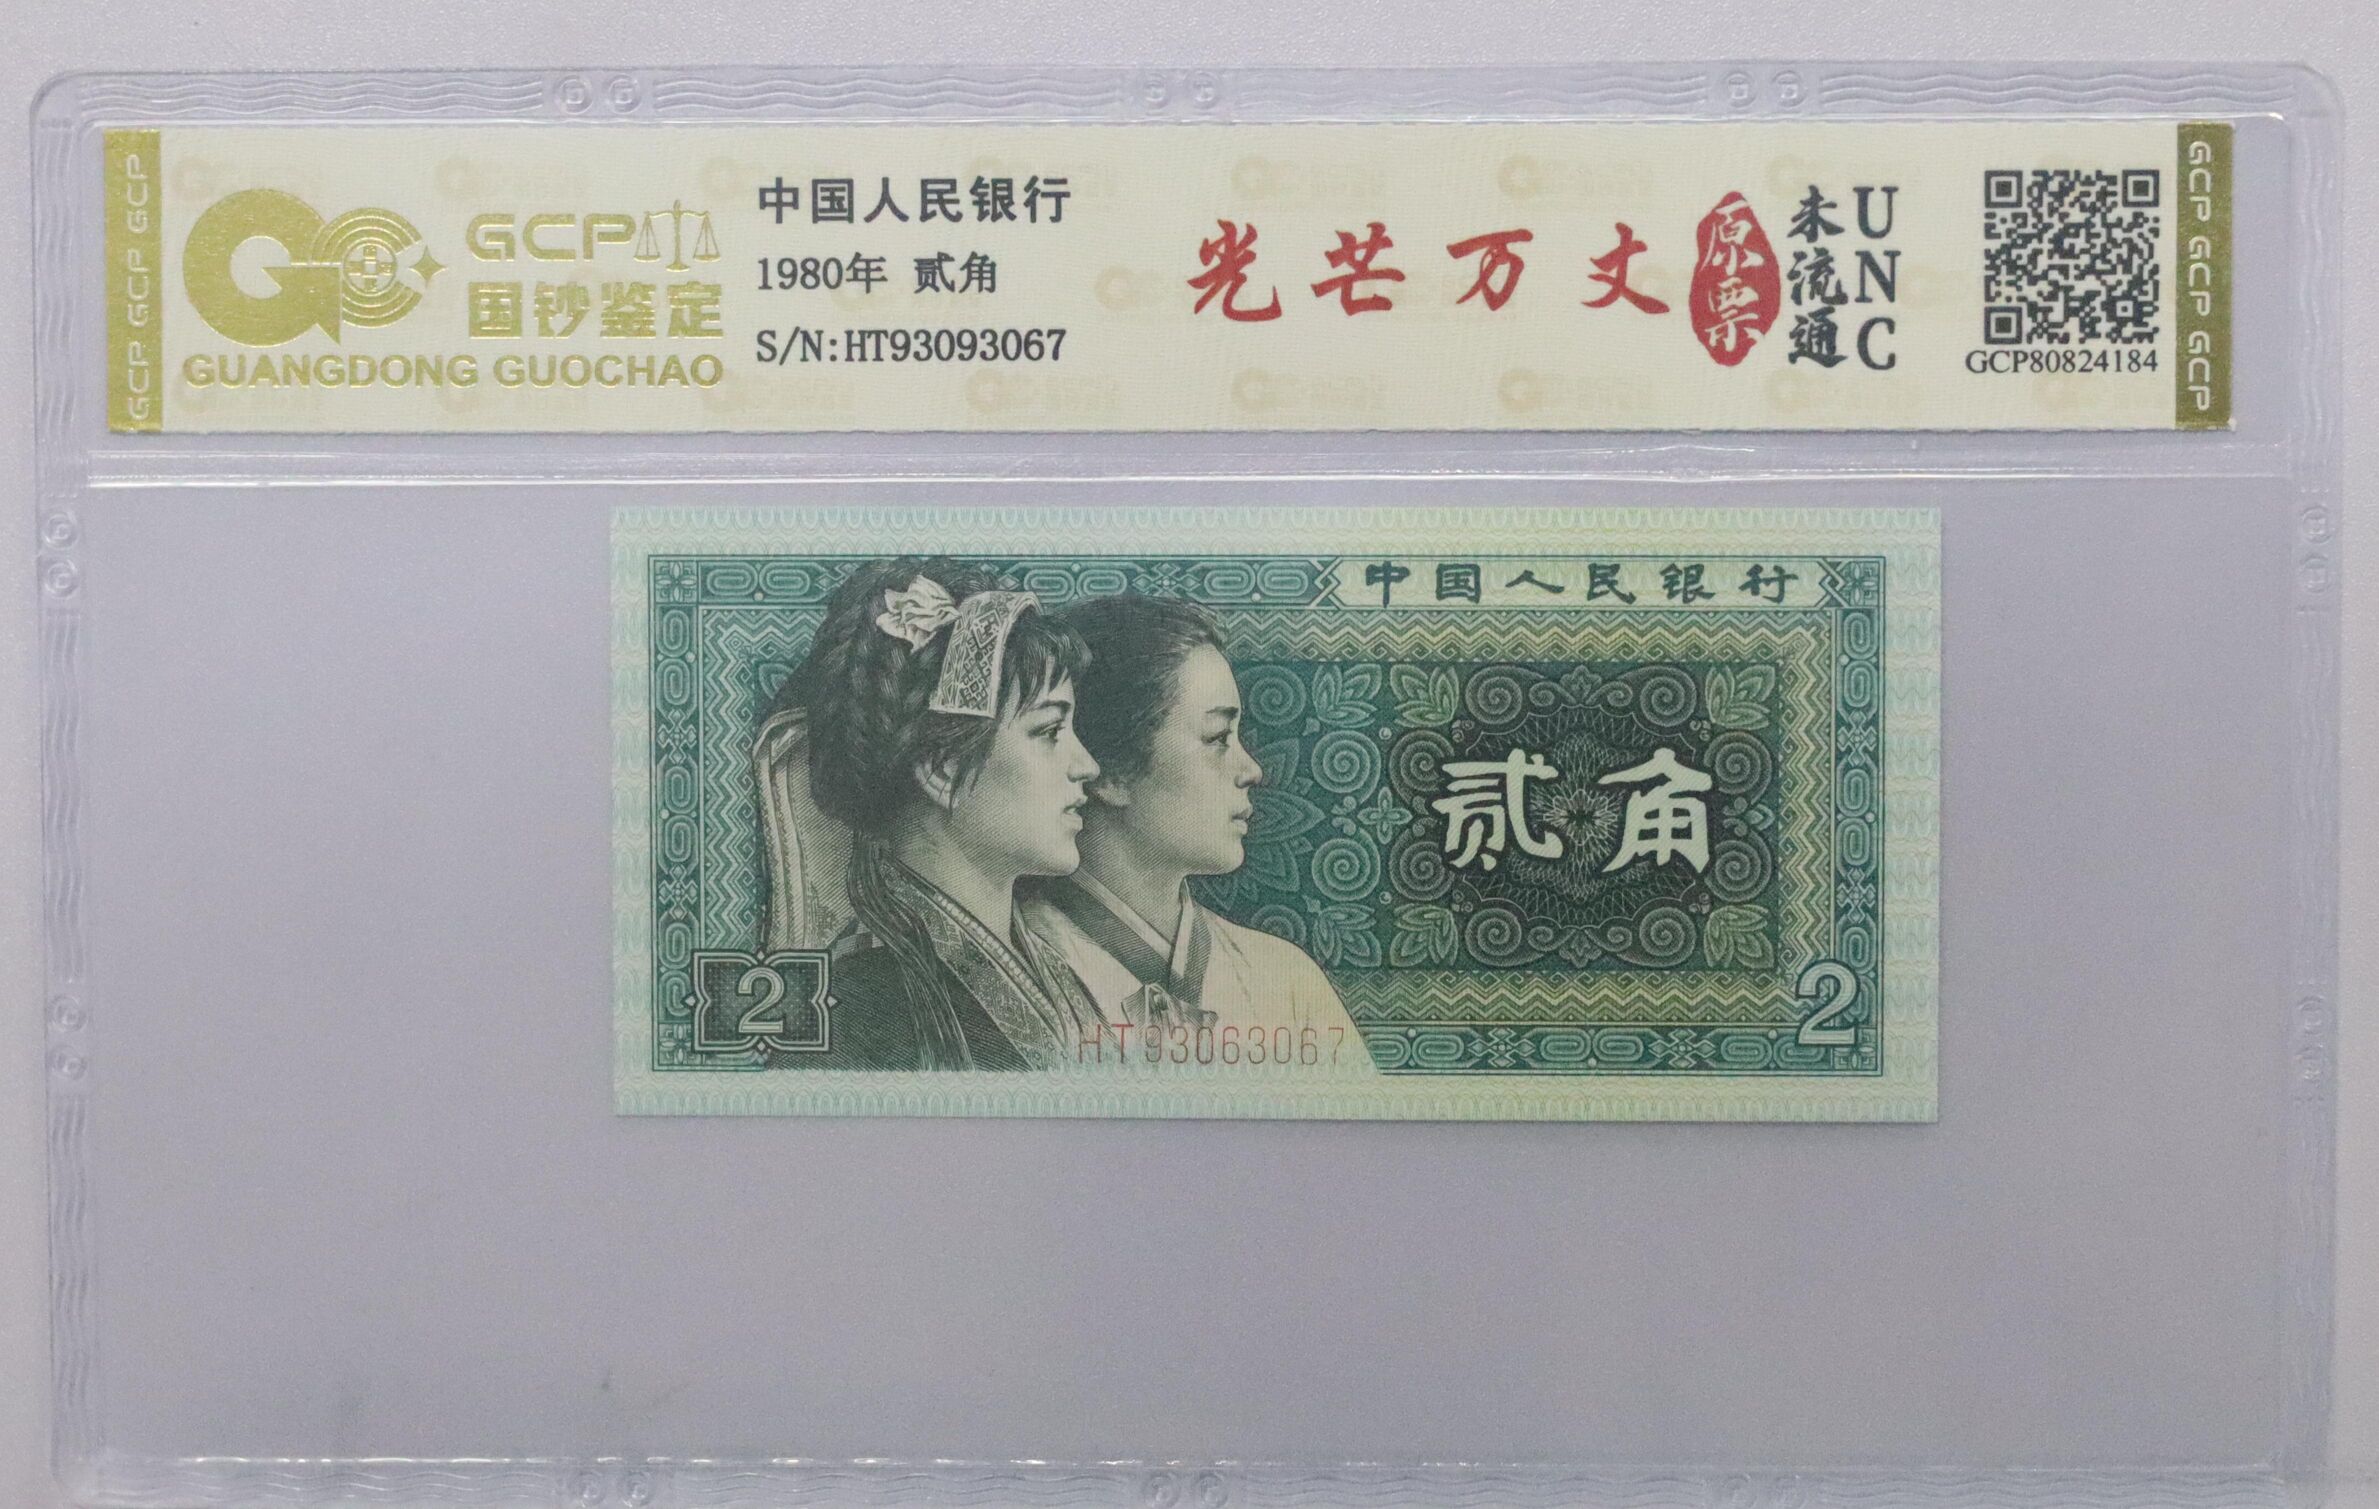 GCP GCP GCP
GCP
国钞鉴定
GUANGDONG GUOCHAO
中国人民银行
1980年 贰角
S/N:HT93093067
光芒万丈
原票
未流通
UNC
GCP80824184
GCP GCP GCP
中国人民银行
贰角
2
HT93063067
2